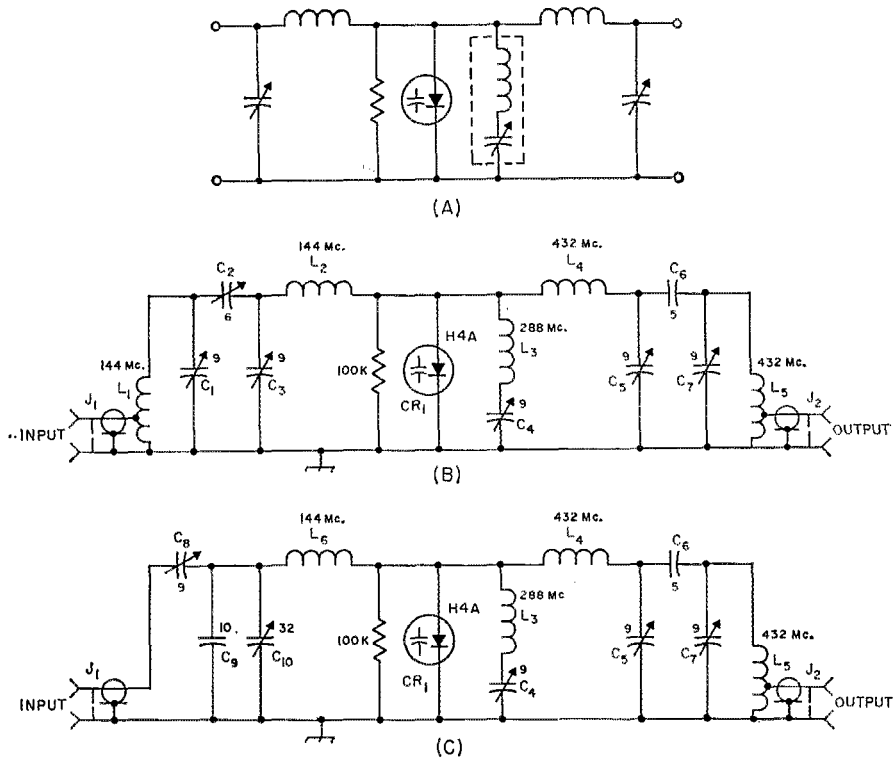 (A)
144 Mc.
L2
432 Mc.
L4
C2
6
C6
5
144 Mc.
L1
9
C1
9
C3
100K
H4A
CR1
288 Mc.
L3
9
C4
9
C5
9
C7
432 Mc.
L5
J1
J2
INPUT
OUTPUT
(B)
144 Mc.
L6
432 Mc.
L4
C8
9
C6
5
10
C9
32
C10
100K
H4A
CR1
288 Mc
L3
9
C4
9
C5
9
C7
432 Mc.
L5
J1
J2
INPUT
OUTPUT
(C)